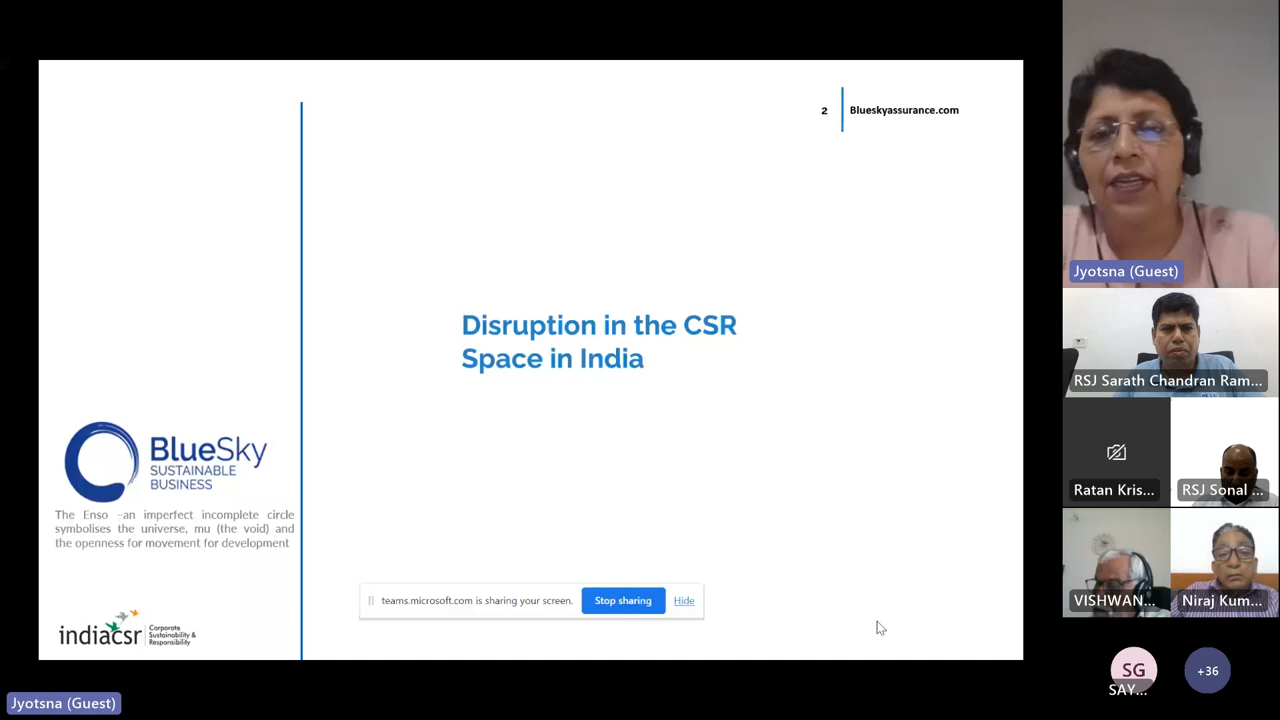 2
Blueskyassurance.com
Disruption in the CSR
Space in India
BlueSky
SUSTAINABLE
BUSINESS
The Enso –an imperfect incomplete circle
symbolises the universe, mu (the void) and
the openness for movement for development
indiacsr
Corporate
Sustainability &
Responsibility
teams.microsoft.com is sharing your screen.
Stop sharing
Hide
Jyotsna (Guest)
RSJ Sarath Chandran Ram...
Ratan Kris...
RSJ Sonal ...
VISHWAN...
Niraj Kum...
SG
SAY...
+36
Jyotsna (Guest)